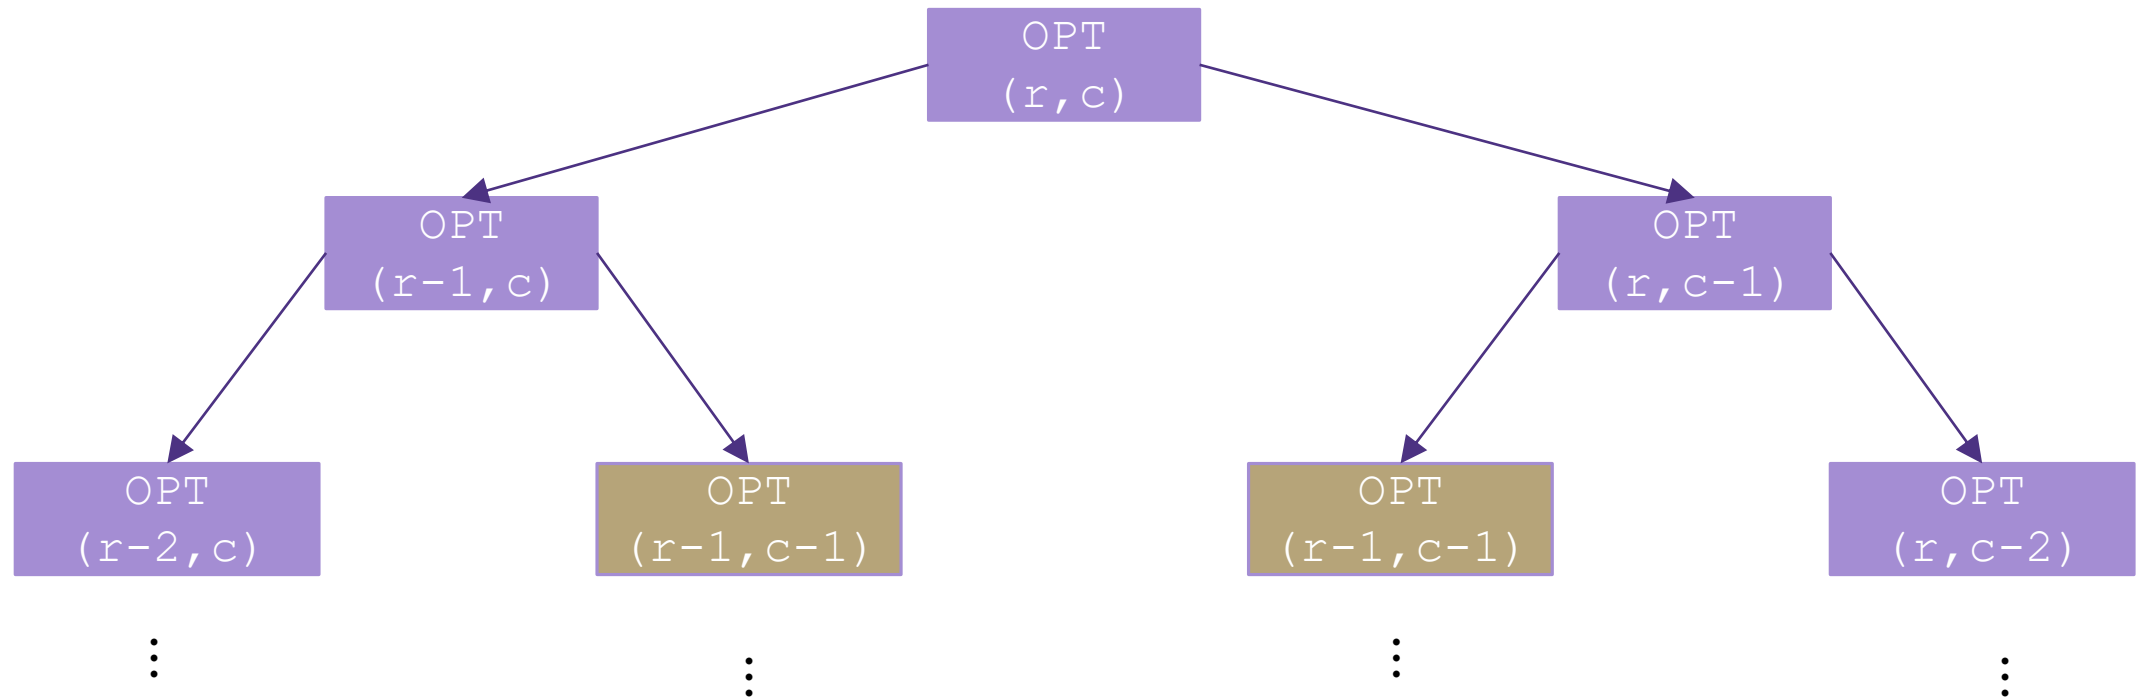 OPT
(r,c)
OPT
(r-1,c)
OPT
(r,c-1)
OPT
(r-2,c)
OPT
(r-1,c-1)
OPT
(r-1,c-1)
OPT
(r,c-2)